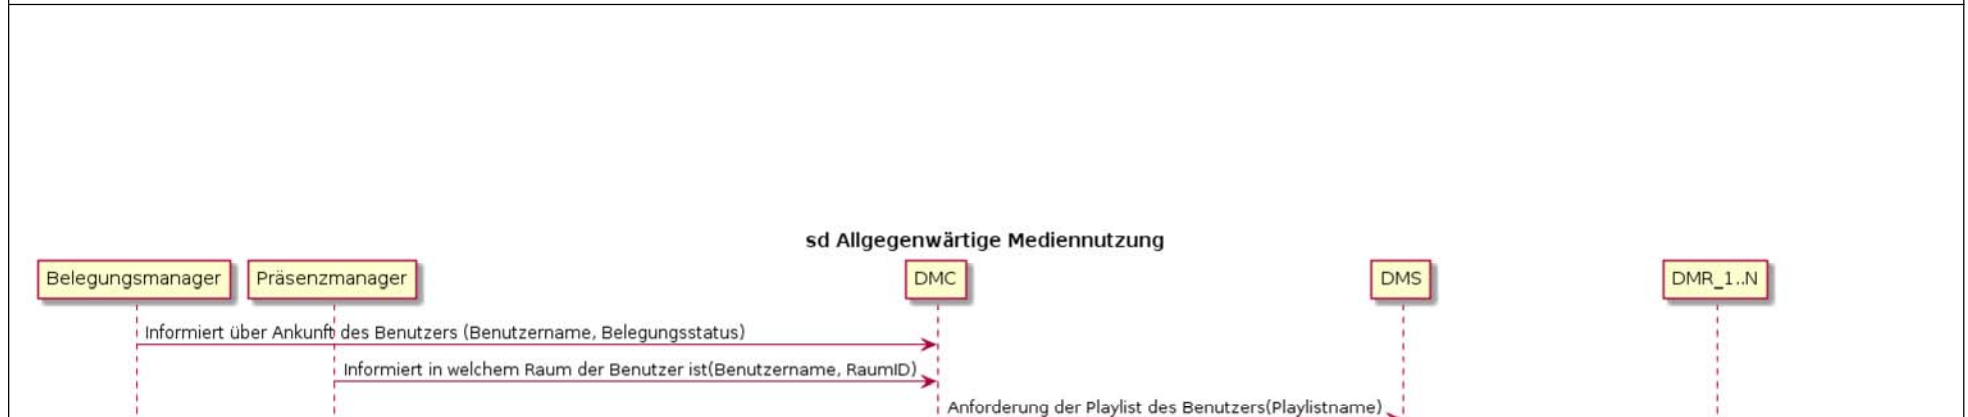 sd Allgegenwärtige Mediennutzung
Belegungsmanager
Präsenzmanager
DMC
DMS
DMR_1..N
Informiert über Ankunft des Benutzers (Benutzername, Belegungsstatus)
Informiert in welchem Raum der Benutzer ist(Benutzername, RaumID)
Anforderung der Playlist des Benutzers(Playlistname)